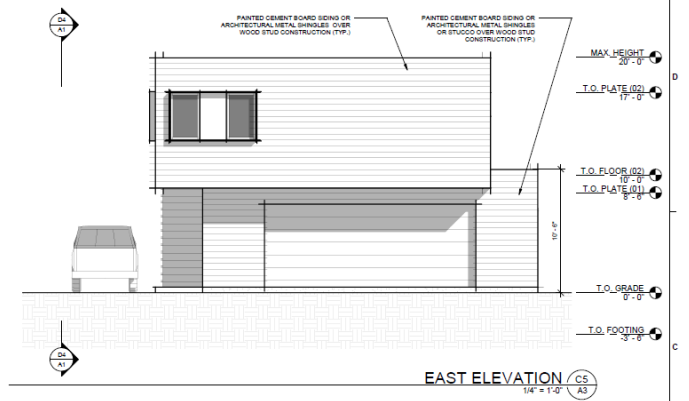 D4
A1
PAINTED CEMENT BOARD SIDING OR
ARCHITECTURAL METAL SHINGLES OVER
WOOD STUD CONSTRUCTION (TYP.)
PAINTED CEMENT BOARD SIDING OR
ARCHITECTURAL METAL SHINGLES
OR STUCCO OVER WOOD STUD
CONSTRUCTION (TYP.)
MAX. HEIGHT
20' - 0"
D
T.O. PLATE (02)
17' - 0"
T.O. FLOOR (02)
10' - 0"
T.O. PLATE (01)
8' - 6"
10' - 6"
T.O. GRADE
0' - 0"
T.O. FOOTING
-3' - 6"
C
D4
A1
EAST ELEVATION
1/4" = 1'-0"
C5
A3